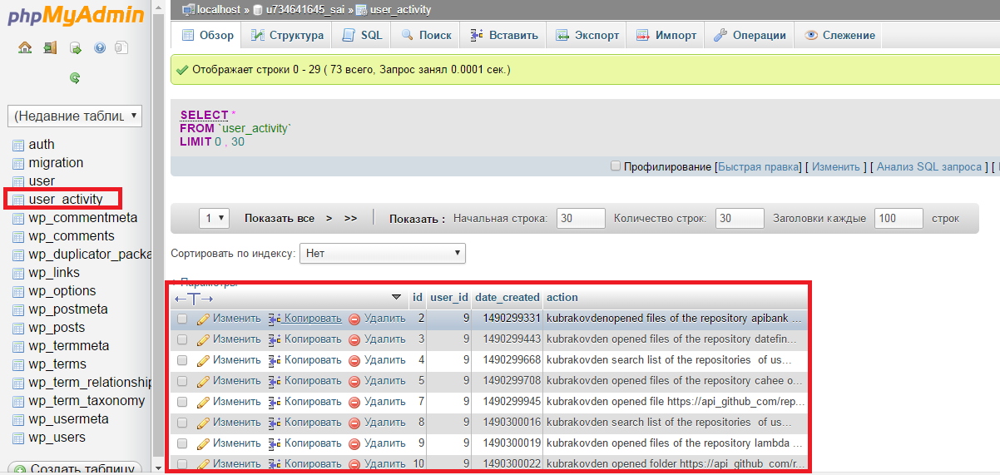 phpMyAdmin
localhost » u734641645_sai » user_activity
Обзор Структура SQL Поиск Вставить Экспорт Импорт Операции Слежение
Отображает строки 0 - 29 ( 73 всего, Запрос занял 0.0001 сек.)
(Недавние таблиц
auth
migration
user
user_activity
wp_commentmeta
wp_comments
wp_duplicator_packa
wp_links
wp_options
wp_postmeta
wp_posts
wp_termmeta
wp_terms
wp_term_relationship
wp_term_taxonomy
wp_usermeta
wp_users
Создать таблицу
SELECT *
FROM `user_activity`
LIMIT 0 , 30
Профилирование [Быстрая правка] [ Изменить ] [ Анализ SQL запроса ] [
1 Показать все > >> Показать : Начальная строка: 30 Количество строк: 30 Заголовки каждые 100 строк
Сортировать по индексу: Нет
+ Параметры
←T→ id user_id date_created action
Изменить Копировать Удалить 2 9 1490299331 kubrakovdenopened files of the repository apibank ...
Изменить Копировать Удалить 3 9 1490299443 kubrakovden opened files of the repository datefin...
Изменить Копировать Удалить 4 9 1490299668 kubrakovden search list of the repositories of us...
Изменить Копировать Удалить 5 9 1490299708 kubrakovden opened files of the repository cahee o...
Изменить Копировать Удалить 7 9 1490299945 kubrakovden opened file https://api_github_com/rep...
Изменить Копировать Удалить 8 9 1490300016 kubrakovden search list of the repositories of us...
Изменить Копировать Удалить 9 9 1490300019 kubrakovden opened files of the repository lambda ...
Изменить Копировать Удалить 10 9 1490300022 kubrakovden opened folder https://api_github_com/r...